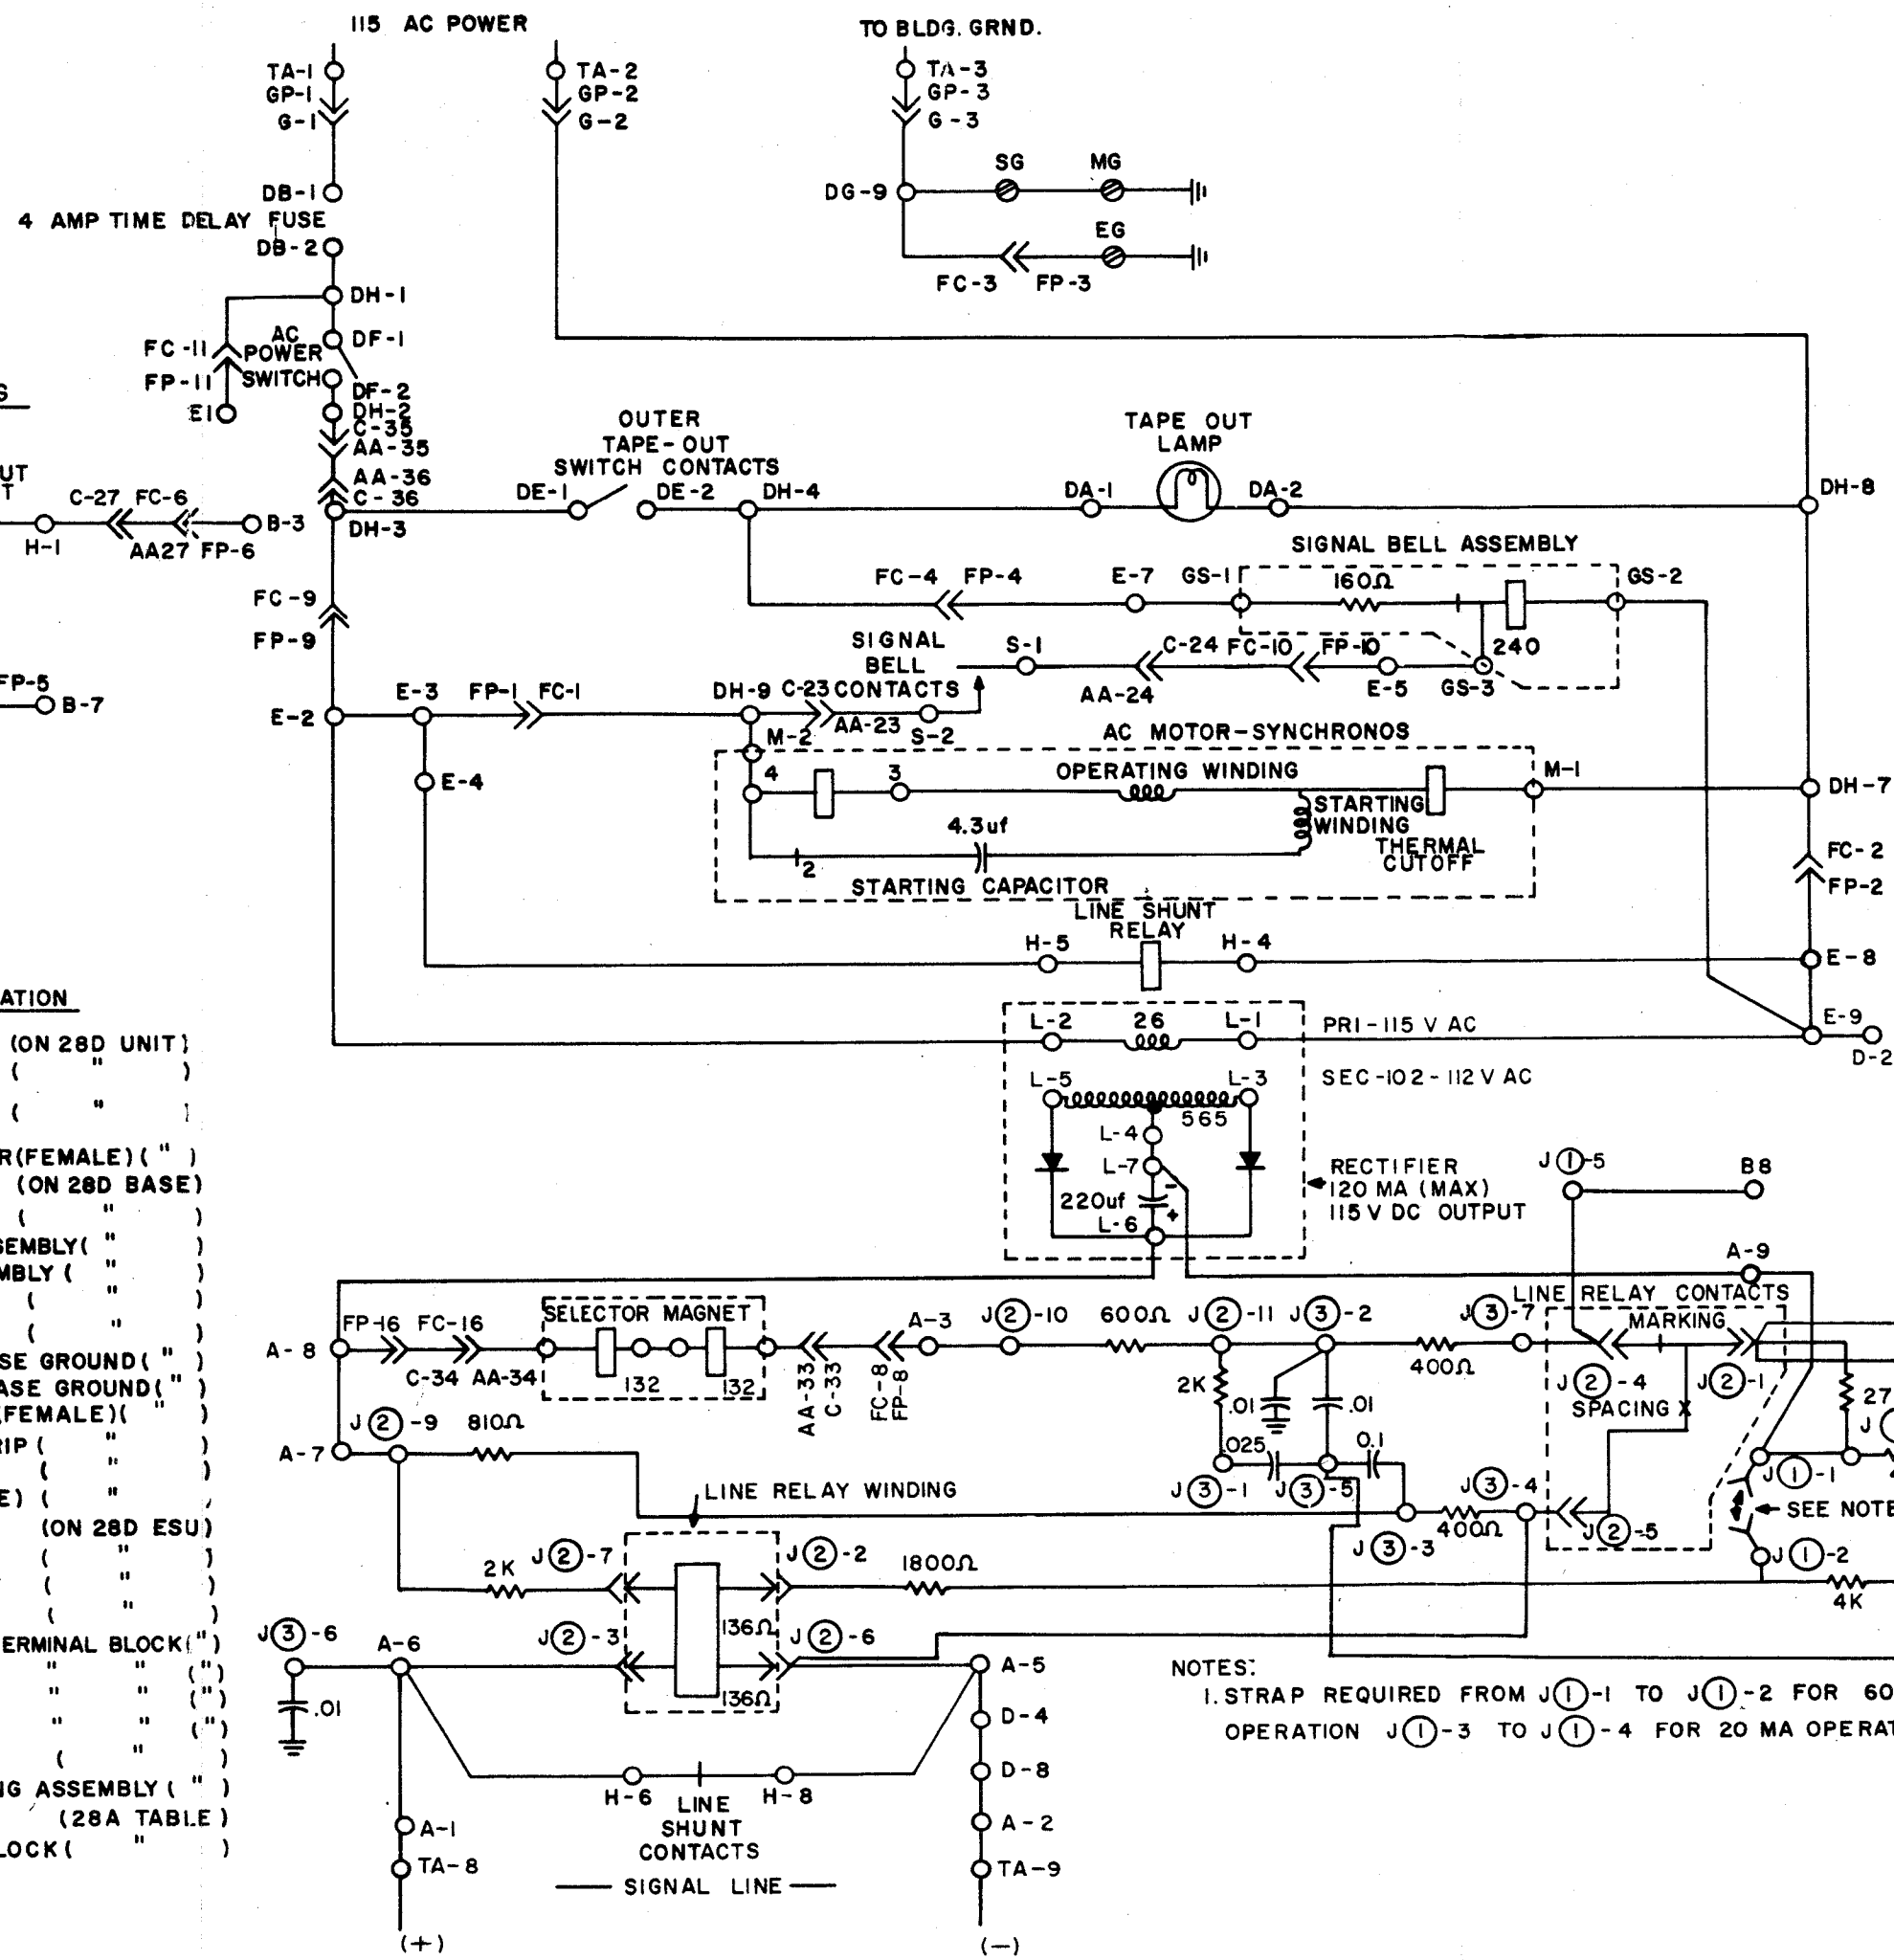 115 AC POWER
TO BLDG. GRND.
TA-1
GP-1
G-1
TA-2
GP-2
G-2
TA-3
GP-3
G-3
DB-1
4 AMP TIME DELAY FUSE
DB-2
DG-9
SG
MG
EG
FC-3
FP-3
DH-1
AC
POWER
SWITCH
DF-1
DF-2
DH-2
FC-11
FP-11
E1
C-35
AA-35
AA-36
C-36
DH-3
S
UT
T
H-1
C-27
FC-6
AA27
FP-6
B-3
OUTER
TAPE-OUT
SWITCH CONTACTS
DE-1
DE-2
DH-4
TAPE OUT
LAMP
DA-1
DA-2
DH-8
SIGNAL BELL ASSEMBLY
FC-4
FP-4
E-7
GS-1
160Ω
GS-2
240
FC-9
FP-9
SIGNAL
BELL
CONTACTS
S-1
C-24
FC-10
FP-10
AA-24
E-5
GS-3
FP-5
B-7
E-2
E-3
FP-1
FC-1
DH-9
C-23
AA-23
S-2
E-4
M-2
AC MOTOR-SYNCHRONOS
4
3
OPERATING WINDING
M-1
DH-7
STARTING
WINDING
4.3uf
2
THERMAL
CUTOFF
STARTING CAPACITOR
FC-2
FP-2
LINE SHUNT
RELAY
H-5
H-4
E-8
L-2
26
L-1
PRI-115 V AC
E-9
D-2
L-5
L-3
SEC-102-112 V AC
565
L-4
L-7
-
220uf
+
L-6
RECTIFIER
120 MA (MAX)
115 V DC OUTPUT
J①-5
B8
A-9
ATION
(ON 28D UNIT)
( " )
( " )
R(FEMALE)( " )
(ON 28D BASE)
( " )
SEMBLY( " )
MBLY ( " )
( " )
( " )
SE GROUND( " )
ASE GROUND( " )
FEMALE)( " )
RIP ( " )
( " )
E) ( " )
(ON 28D ESU)
( " )
( " )
( " )
ERMINAL BLOCK(")
" " (")
" " (")
" " (")
( " )
NG ASSEMBLY ( " )
(28A TABLE)
LOCK( " )
A-8
FP-16
FC-16
C-34
AA-34
SELECTOR MAGNET
132
132
AA-33
C-33
FC-8
FP-8
A-3
J②-10
600Ω
J②-11
J③-2
400Ω
J③-7
LINE RELAY CONTACTS
MARKING
J②-4
J②-1
SPACING
2K
.01
.01
27
A-7
J②-9
810Ω
.025
0.1
J③-1
J③-5
J③-4
J③-3
400Ω
J②-5
J①-1
J
SEE NOTE
J①-2
4K
LINE RELAY WINDING
2K
J②-7
J②-2
1800Ω
136Ω
J②-3
J②-6
136Ω
J③-6
A-6
.01
A-5
D-4
D-8
A-2
TA-9
H-6
H-8
LINE
SHUNT
CONTACTS
A-1
TA-8
SIGNAL LINE
(+)
(-)
NOTES:
1. STRAP REQUIRED FROM J①-1 TO J①-2 FOR 60
OPERATION J①-3 TO J①-4 FOR 20 MA OPERAT